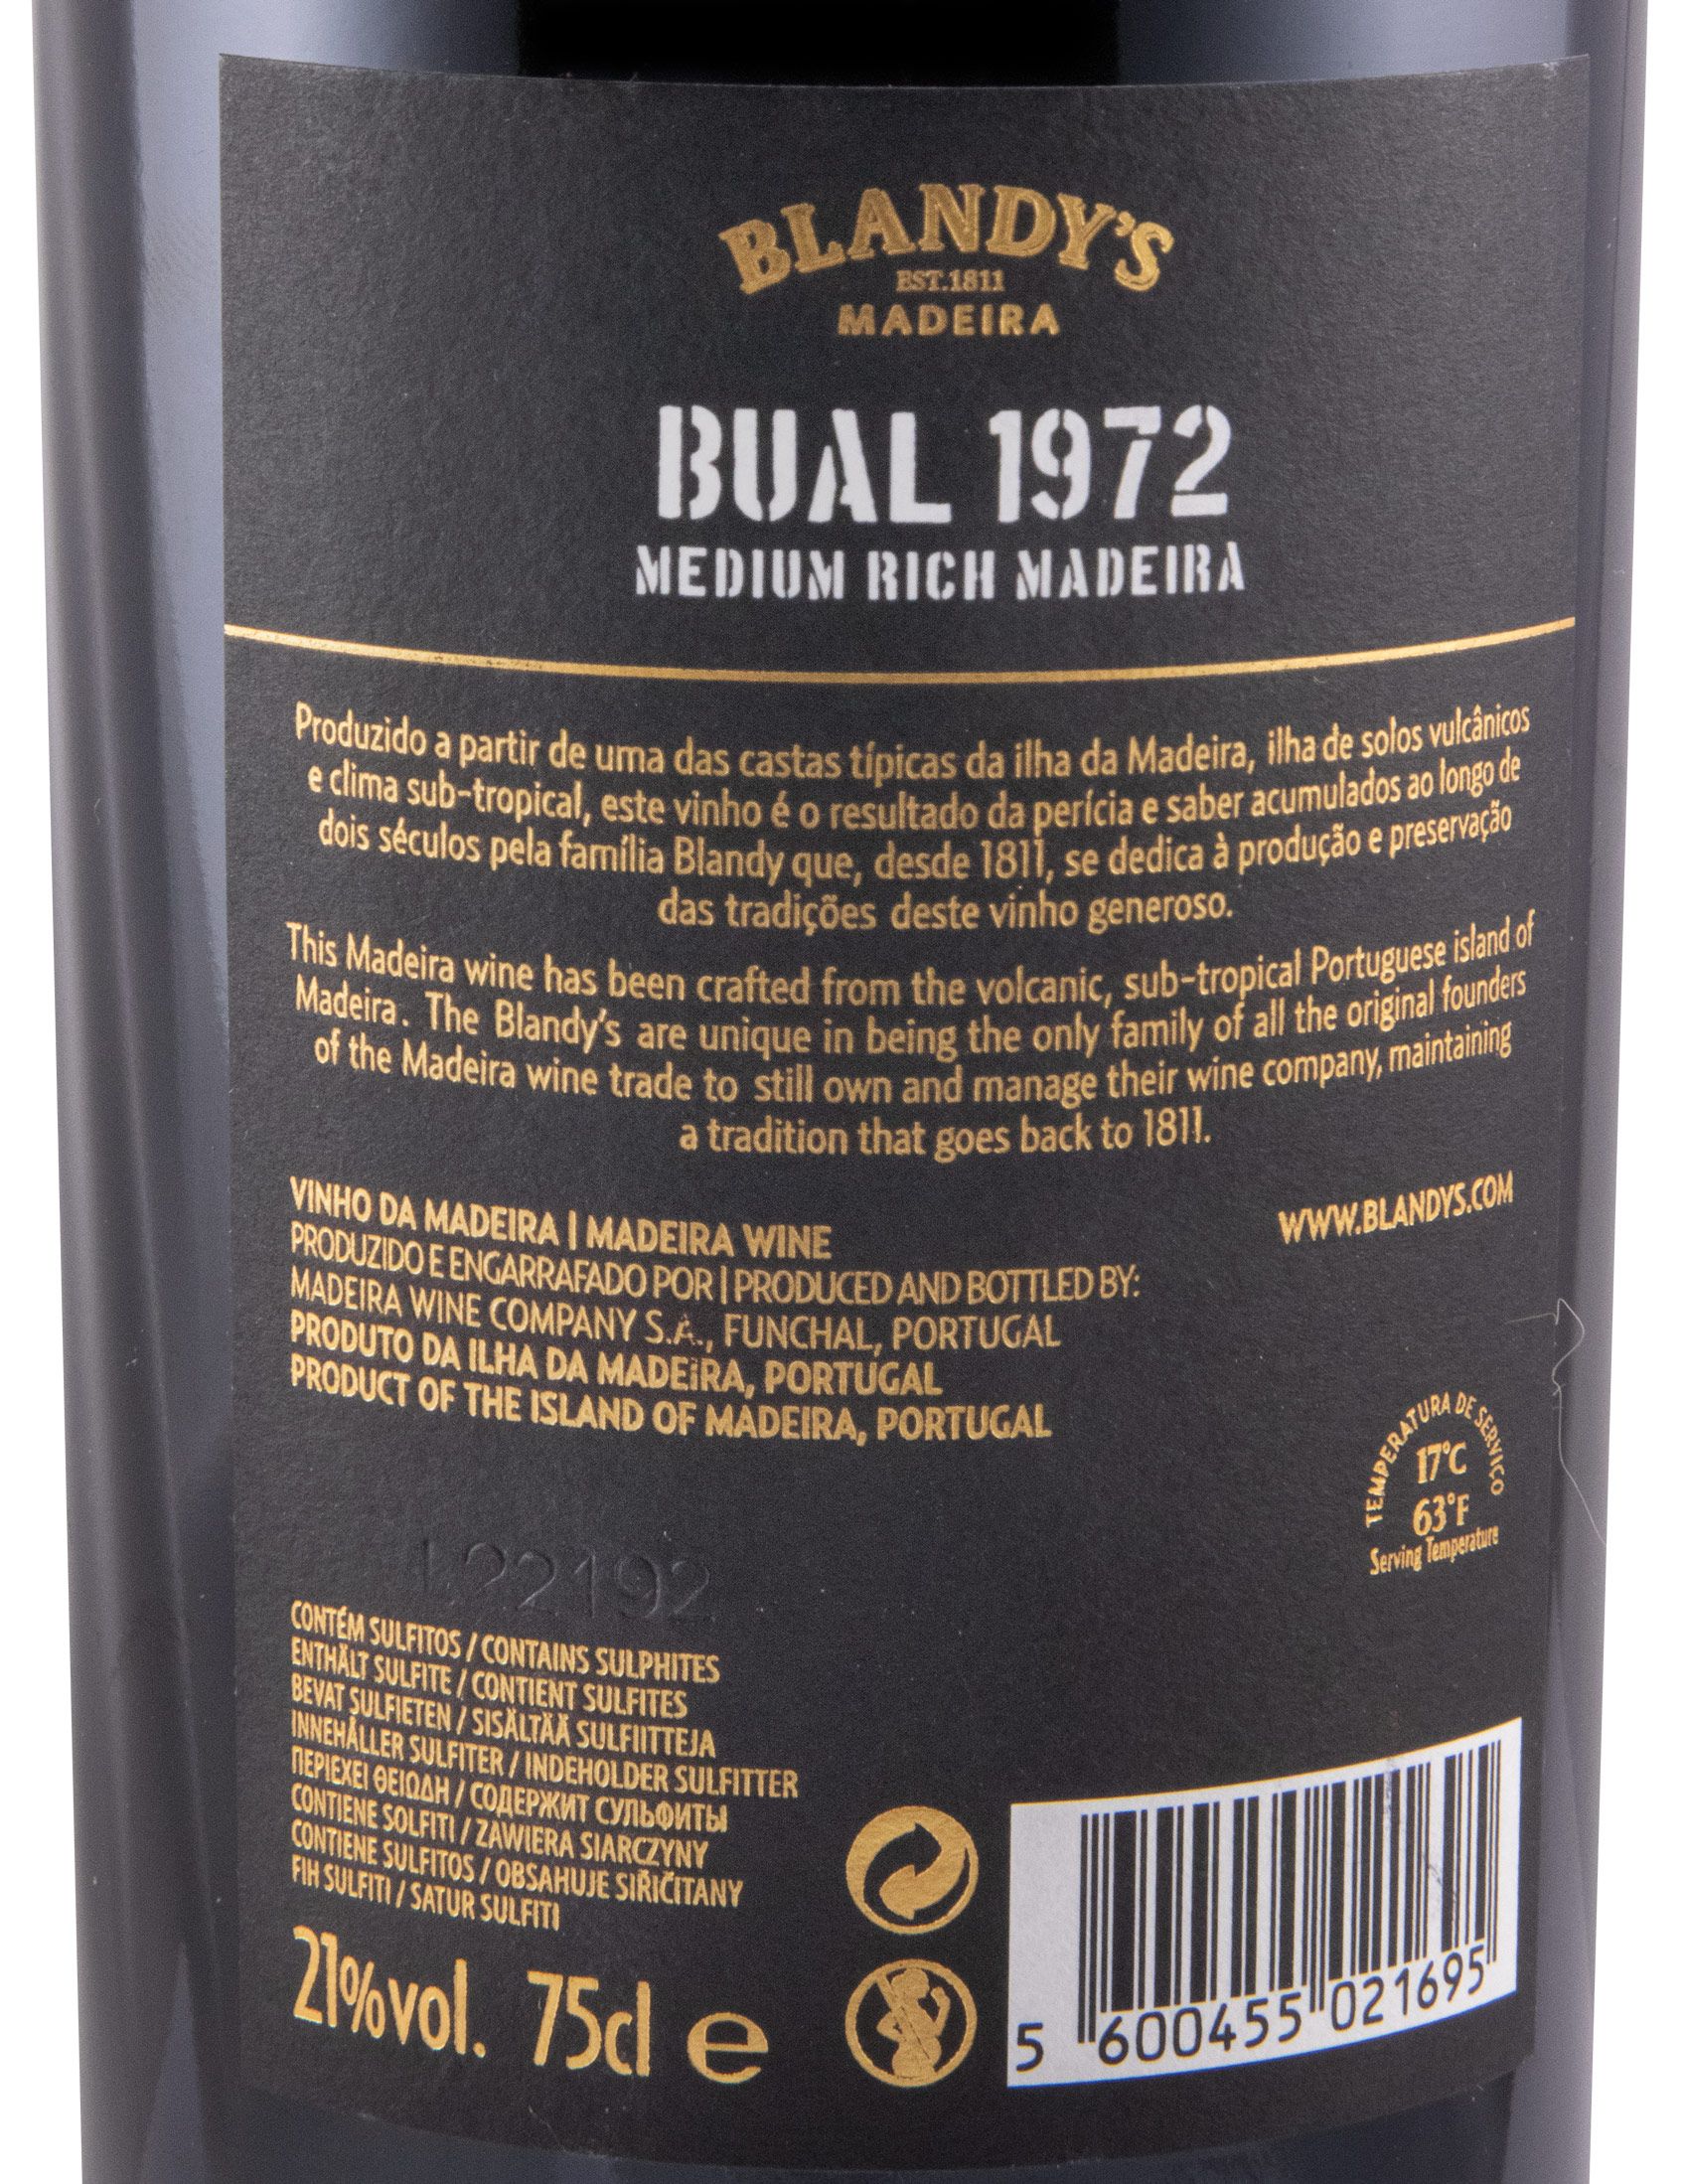 BLANDY'S
EST.1811
MADEIRA
BUAL 1972
MEDIUM RICH MADEIRA
Produzido a partir de uma das castas típicas da ilha da Madeira, ilha de solos vulcânicos
e clima sub-tropical, este vinho é o resultado da perícia e saber acumulados ao longo de
dois séculos pela família Blandy que, desde 1811, se dedica à produção e preservação
das tradições deste vinho generoso.
This Madeira wine has been crafted from the volcanic, sub-tropical Portuguese island of
Madeira. The Blandy's are unique in being the only family of all the original founders
of the Madeira wine trade to still own and manage their wine company, maintaining
a tradition that goes back to 1811.
WWW.BLANDYS.COM
VINHO DA MADEIRA | MADEIRA WINE
PRODUZIDO E ENGARRAFADO POR | PRODUCED AND BOTTLED BY:
MADEIRA WINE COMPANY S.A., FUNCHAL, PORTUGAL
PRODUTO DA ILHA DA MADEIRA, PORTUGAL
PRODUCT OF THE ISLAND OF MADEIRA, PORTUGAL
TEMPERATURA DE SERVIÇO
17°C
63°F
Serving Temperature
L22192
CONTÉM SULFITOS / CONTAINS SULPHITES
ENTHÄLT SULFITE / CONTIENT SULFITES
BEVAT SULFIETEN / SISÄLTÄÄ SULFIITTEJA
INNEHÅLLER SULFITER / INDEHOLDER SULFITTER
ΠΕΡΙΕΧΕΙ ΘΕΙΩΔΗ / СОДЕРЖИТ СУЛЬФИТЫ
CONTIENE SOLFITI / ZAWIERA SIARCZYNY
CONTIENE SULFITOS / OBSAHUJE SIŘIČITANY
FIH SULFITI / SATUR SULFITI
21%vol. 75cl e
5 600455 021695